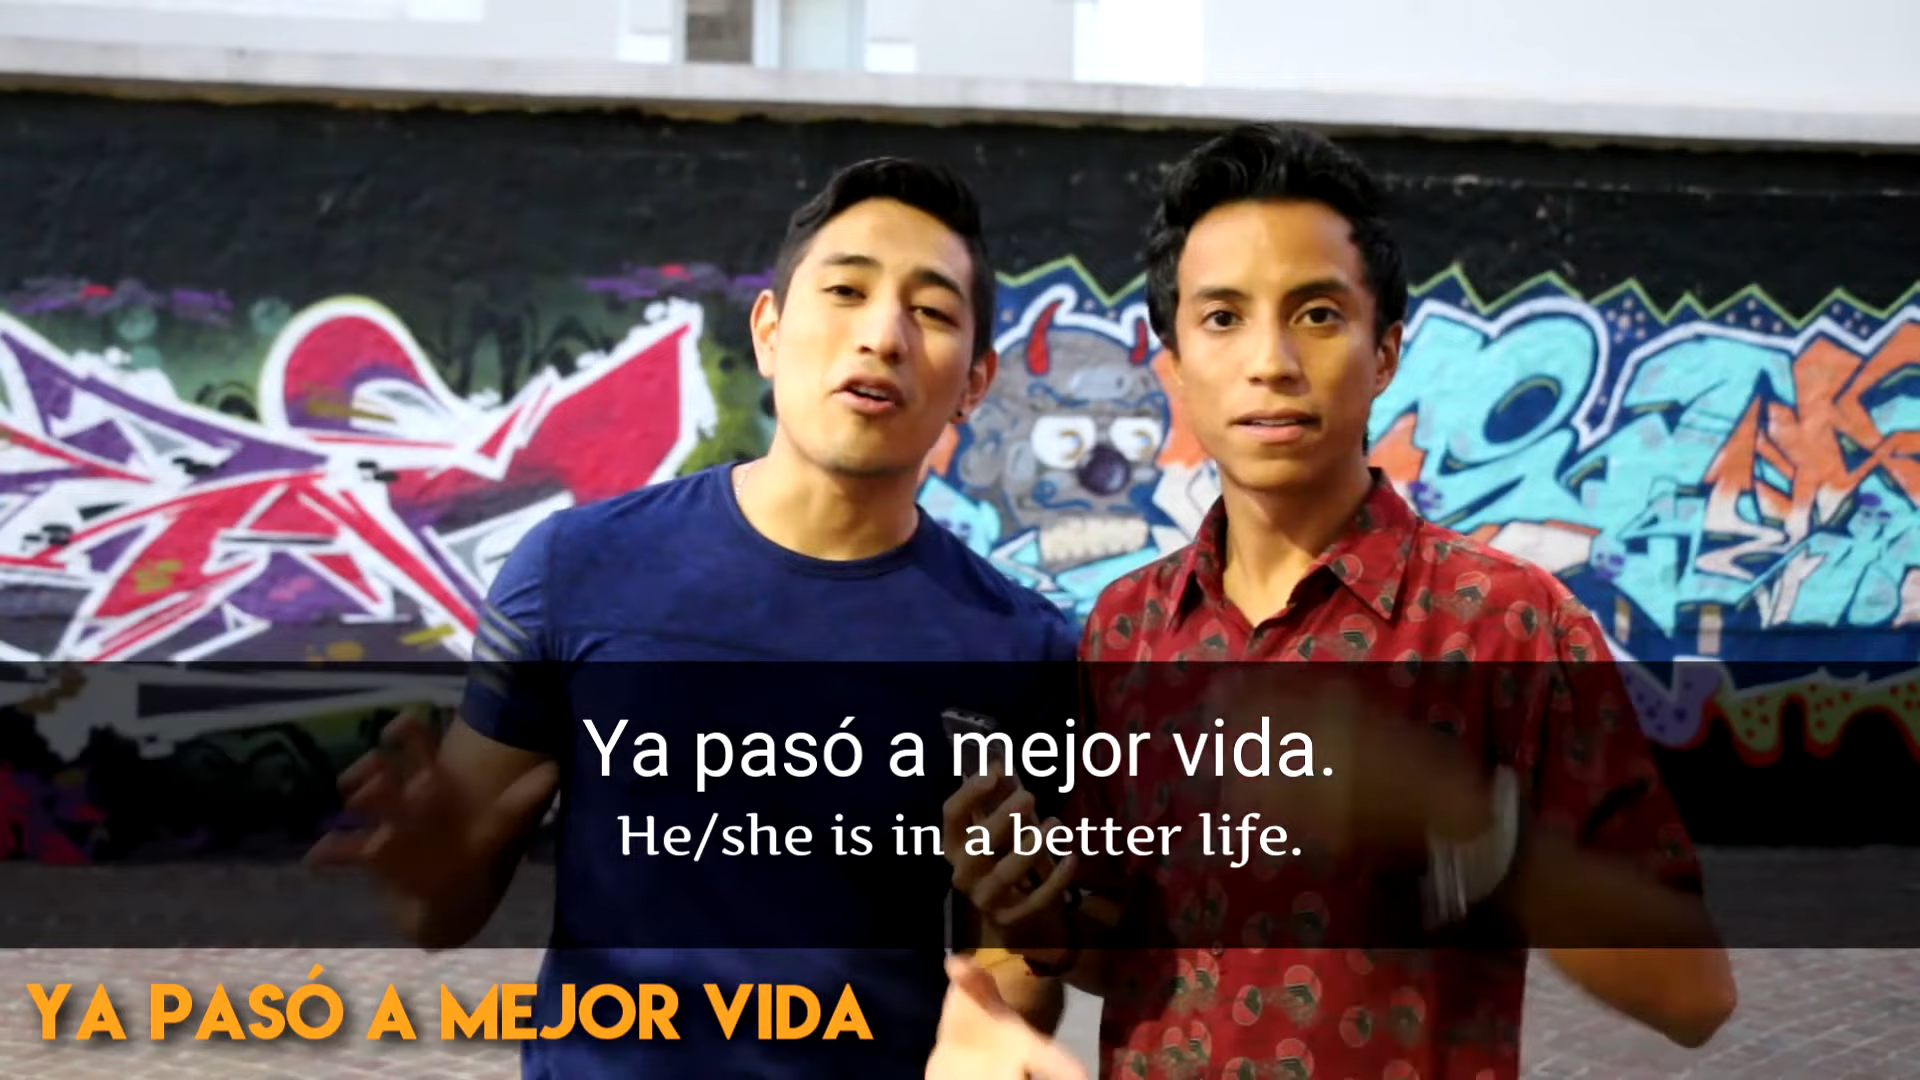 Ya pasó a mejor vida.
He/she is in a better life.
YA PASÓ A MEJOR VIDA